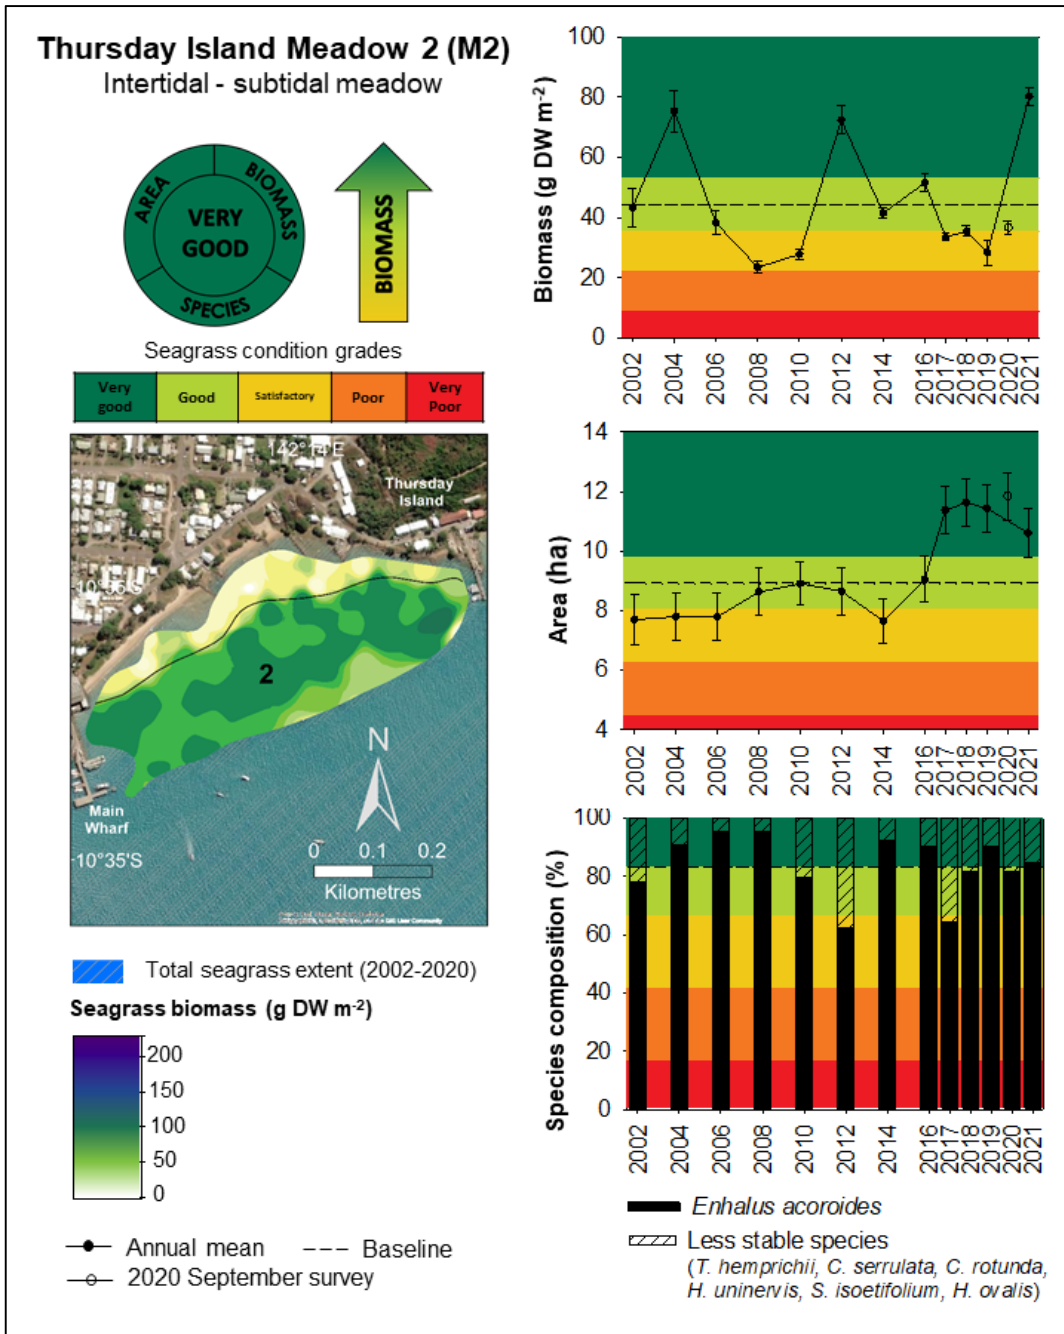 Thursday Island Meadow 2 (M2)
Intertidal - subtidal meadow
AREA
BIOMASS
SPECIES
VERY
GOOD
BIOMASS
Seagrass condition grades
Very
good
Good
Satisfactory
Poor
Very
Poor
142°14'E
Thursday
Island
10°35'S
2
N
Main
Wharf
10°35'S
0 0.1 0.2
Kilometres
Total seagrass extent (2002-2020)
Seagrass biomass (g DW m-2)
200
150
100
50
0
Annual mean
Baseline
2020 September survey
Biomass (g DW m-2)
100
80
60
40
20
0
2002 2004 2006 2008 2010 2012 2014 2016 2017 2018 2019 2020 2021
Area (ha)
14
12
10
8
6
4
2002 2004 2006 2008 2010 2012 2014 2016 2017 2018 2019 2020 2021
Species composition (%)
100
80
60
40
20
0
2002 2004 2006 2008 2010 2012 2014 2016 2017 2018 2019 2020 2021
Enhalus acoroides
Less stable species
(T. hemprichii, C. serrulata, C. rotunda,
H. uninervis, S. isoetifolium, H. ovalis)